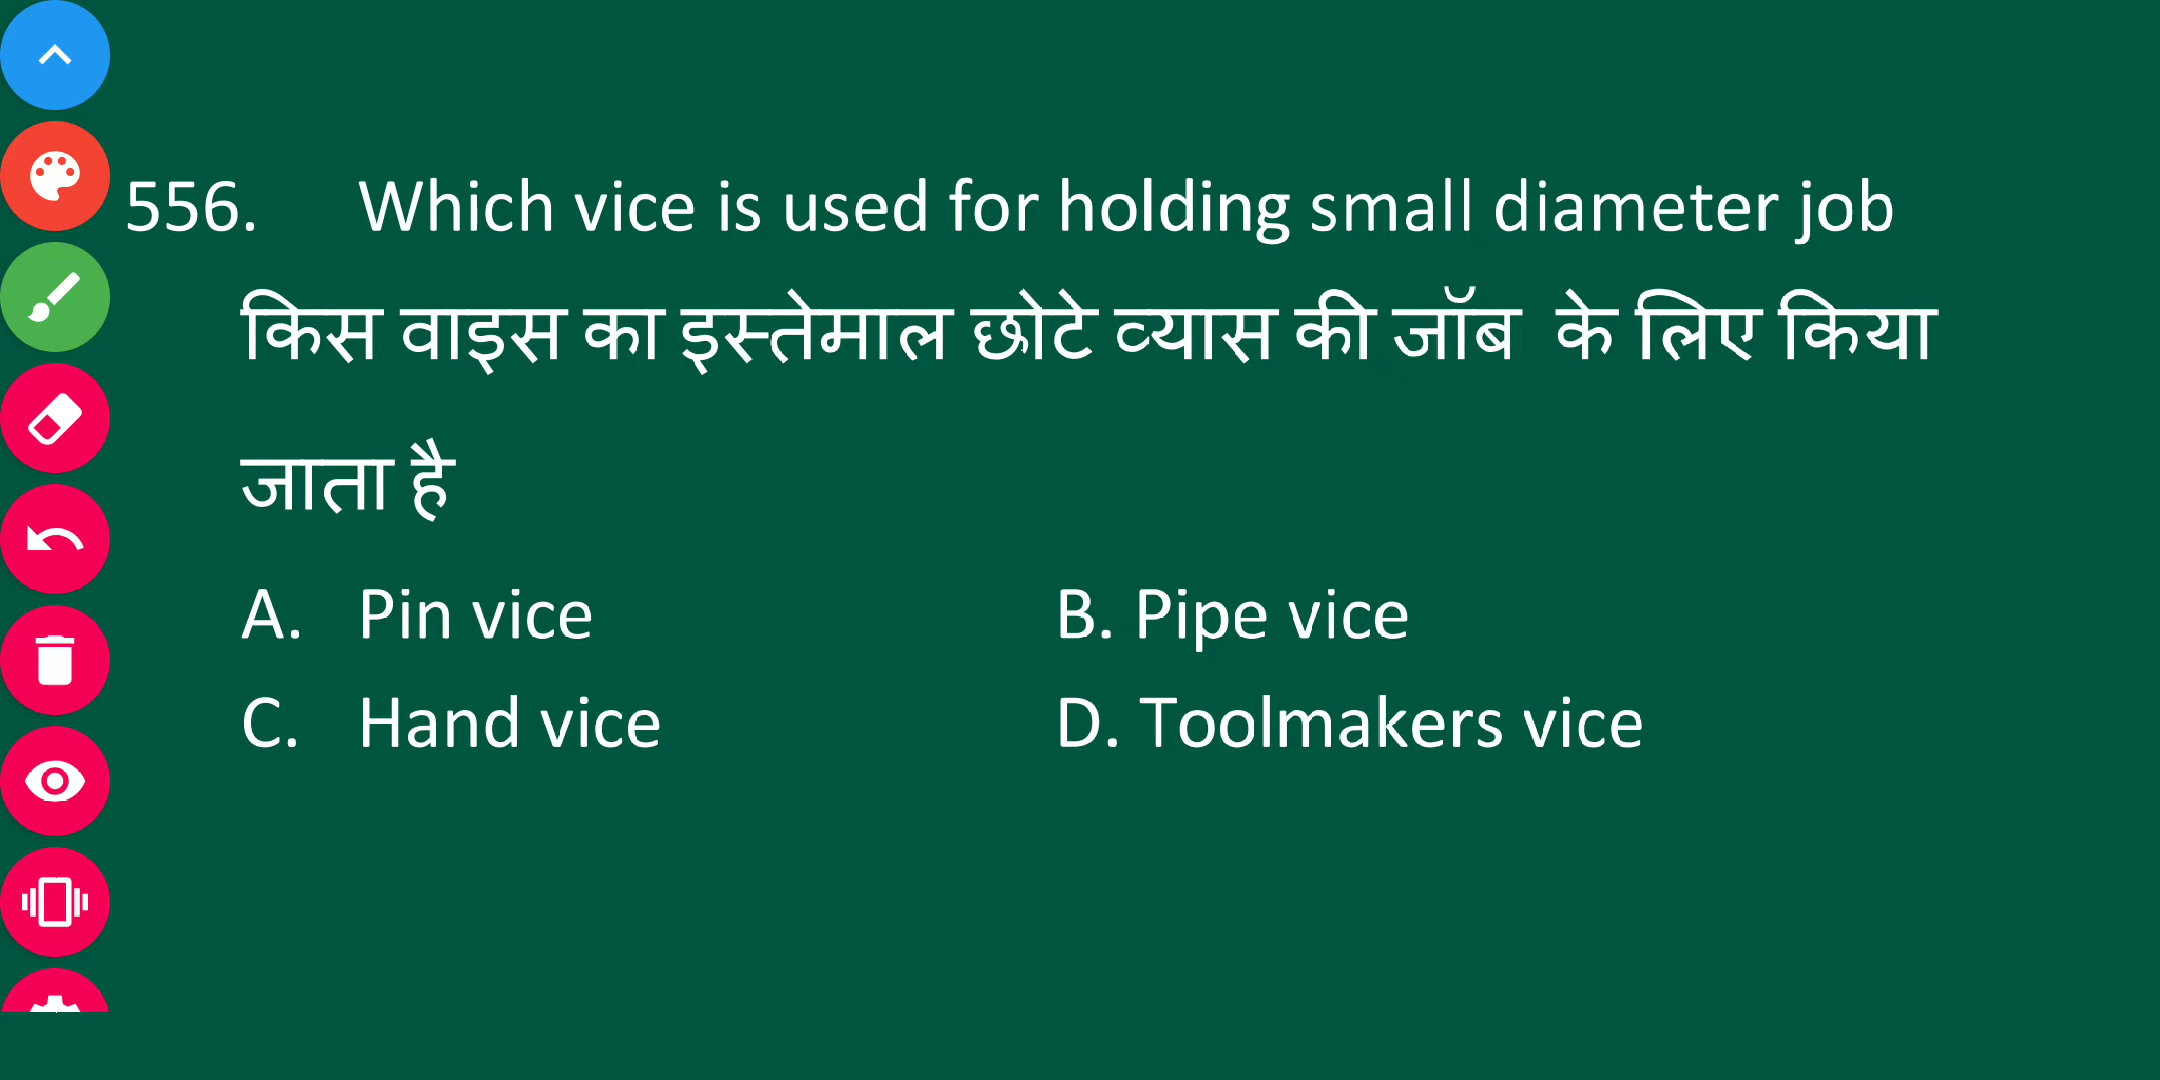 556. Which vice is used for holding small diameter job
किस वाइस का इस्तेमाल छोटे व्यास की जॉब के लिए किया
जाता है
A. Pin vice B. Pipe vice
C. Hand vice D. Toolmakers vice